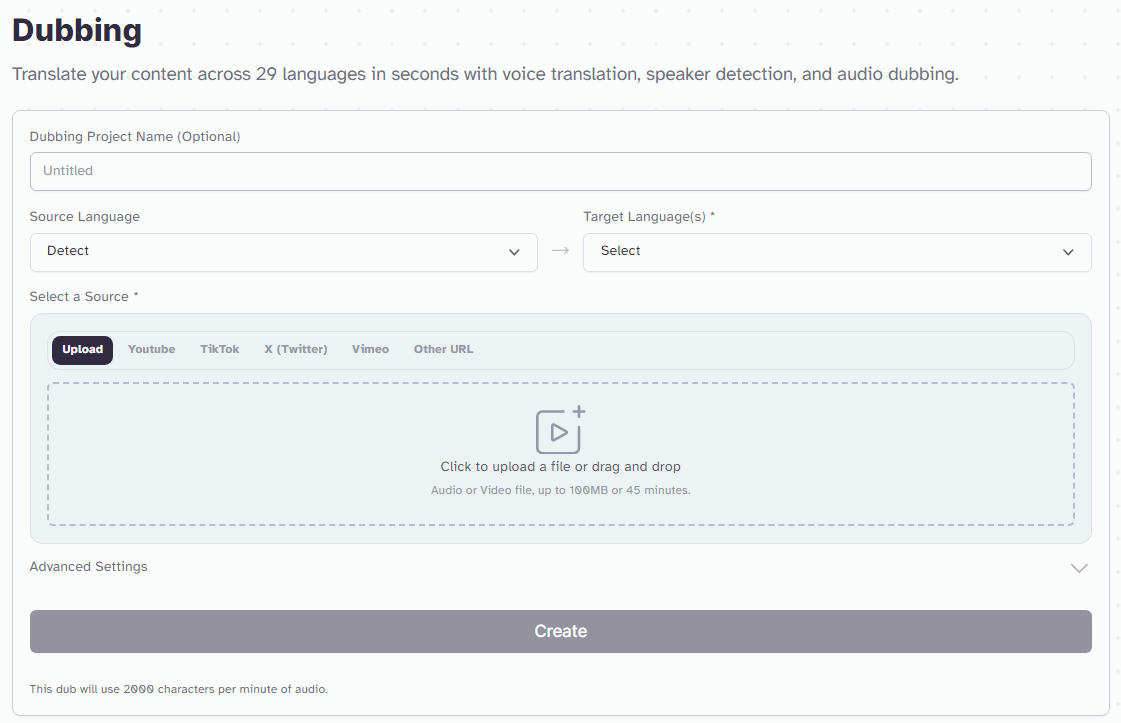 Dubbing
Translate your content across 29 languages in seconds with voice translation, speaker detection, and audio dubbing.
Dubbing Project Name (Optional)
Untitled
Source Language
Target Language(s) *
Detect
Select
Select a Source *
Upload Youtube TikTok X (Twitter) Vimeo Other URL
Click to upload a file or drag and drop
Audio or Video file, up to 100MB or 45 minutes.
Advanced Settings
Create
This dub will use 2000 characters per minute of audio.